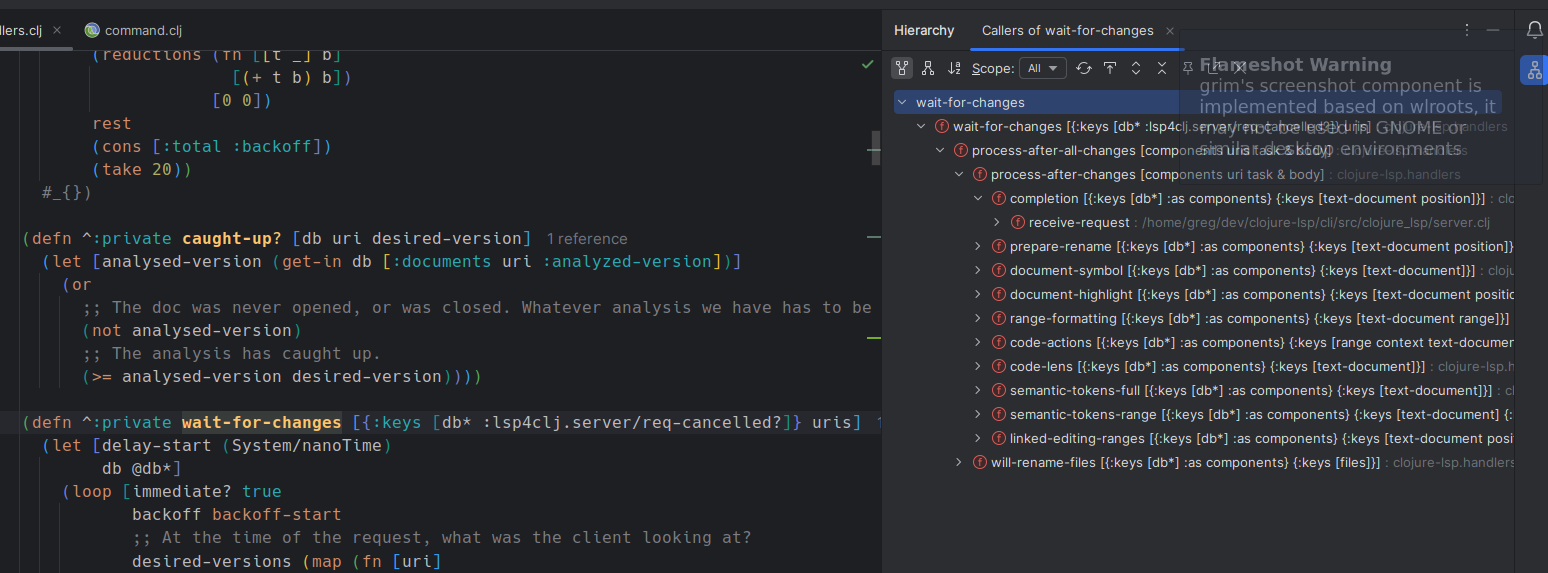 llers.clj
command.clj
(reductions (fn [[t _] b]
[(+ t b) b])
[0 0])
rest
(cons [:total :backoff])
(take 20))
#_{})
(defn ^:private caught-up? [db uri desired-version] 1 reference
(let [analysed-version (get-in db [:documents uri :analyzed-version])]
(or
;; The doc was never opened, or was closed. Whatever analysis we have has to be
(not analysed-version)
;; The analysis has caught up.
(>= analysed-version desired-version))))
(defn ^:private wait-for-changes [{:keys [db* :lsp4clj.server/req-cancelled?]} uris] 1
(let [delay-start (System/nanoTime)
db @db*]
(loop [immediate? true
backoff backoff-start
;; At the time of the request, what was the client looking at?
desired-versions (map (fn [uri]
Hierarchy
Callers of wait-for-changes
Scope: All
Flameshot Warning
grim's screenshot component is
implemented based on wlroots, it
may not be used in GNOME or
similar desktop environments
wait-for-changes
wait-for-changes [{:keys [db* :lsp4clj.server/req-cancelled?]} uris] : clojure-lsp.handlers
process-after-all-changes [components uris task & body] : clojure-lsp.handlers
process-after-changes [components uri task & body] : clojure-lsp.handlers
completion [{:keys [db*] :as components} {:keys [text-document position]}] : clo
receive-request : /home/greg/dev/clojure-lsp/cli/src/clojure_lsp/server.clj
prepare-rename [{:keys [db*] :as components} {:keys [text-document position]}
document-symbol [{:keys [db*] :as components} {:keys [text-document]}] : cloju
document-highlight [{:keys [db*] :as components} {:keys [text-document positio
range-formatting [{:keys [db*] :as components} {:keys [text-document range]}]
code-actions [{:keys [db*] :as components} {:keys [range context text-documen
code-lens [{:keys [db*] :as components} {:keys [text-document]}] : clojure-lsp.h
semantic-tokens-full [{:keys [db*] :as components} {:keys [text-document]}] : cl
semantic-tokens-range [{:keys [db*] :as components} {:keys [text-document] {:
linked-editing-ranges [{:keys [db*] :as components} {:keys [text-document posi
will-rename-files [{:keys [db*] :as components} {:keys [files]}] : clojure-lsp.handlers